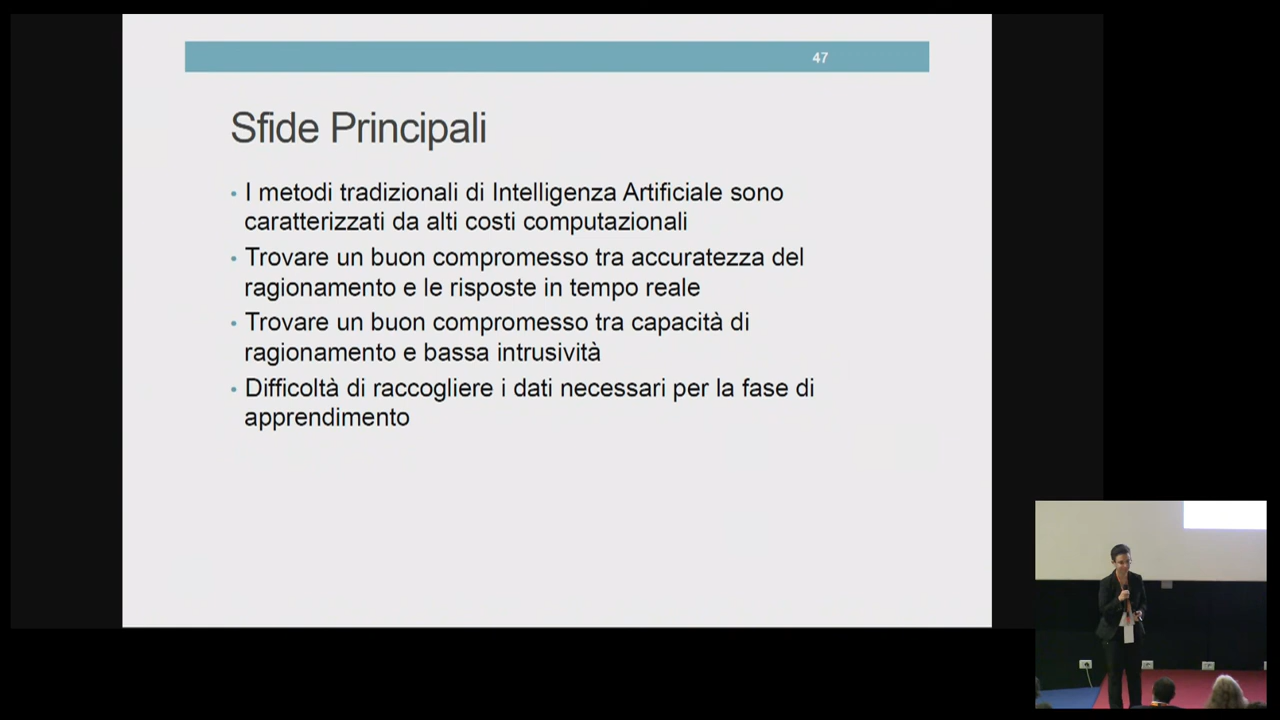 47
Sfide Principali
• I metodi tradizionali di Intelligenza Artificiale sono
caratterizzati da alti costi computazionali
• Trovare un buon compromesso tra accuratezza del
ragionamento e le risposte in tempo reale
• Trovare un buon compromesso tra capacità di
ragionamento e bassa intrusività
• Difficoltà di raccogliere i dati necessari per la fase di
apprendimento